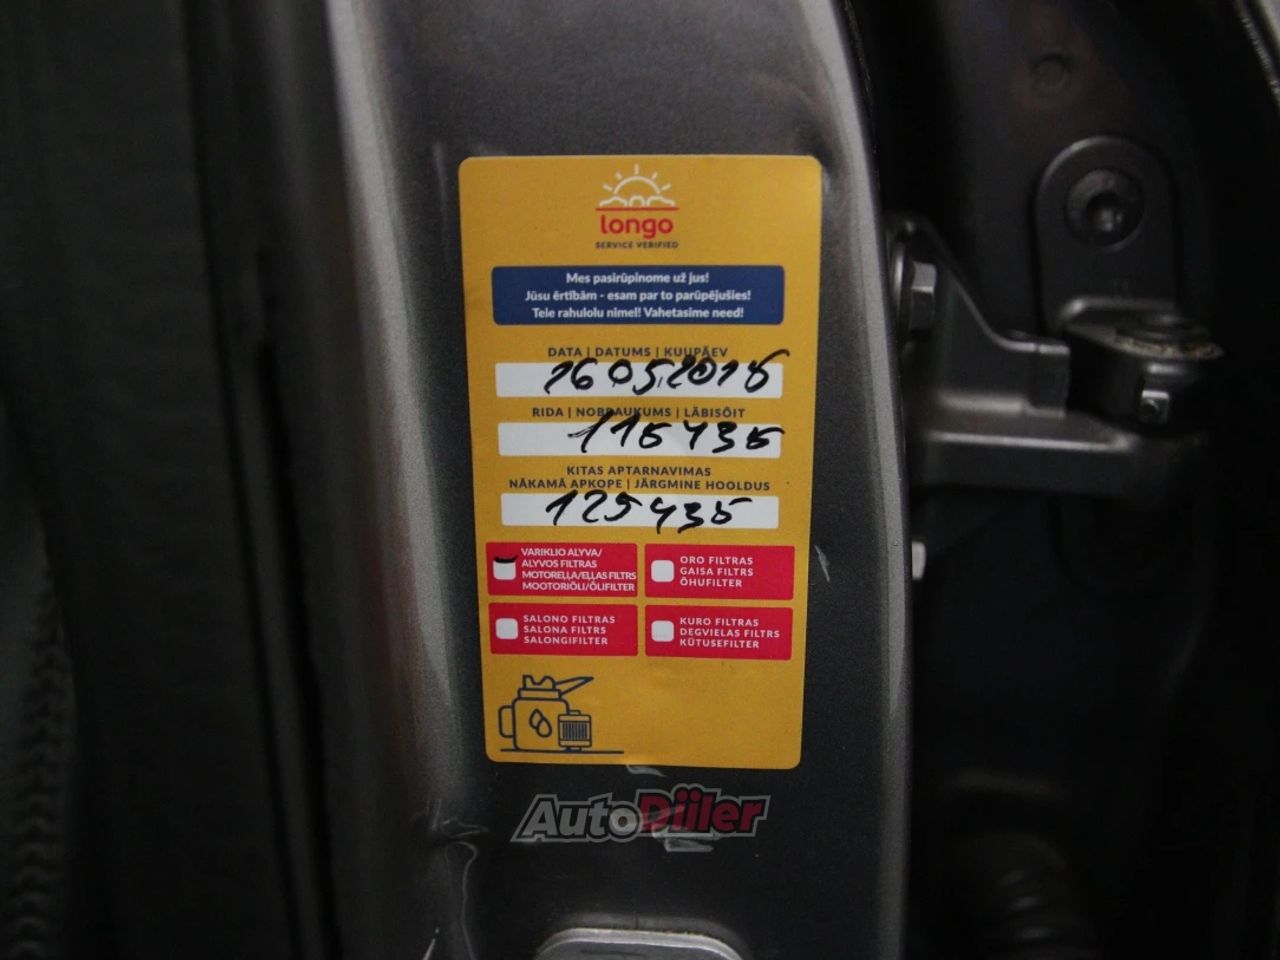 longo
SERVICE VERIFIED
Mes pasirūpinome už jus!
Jūsu ērtībām - esam par to parūpējušies!
Teie rahulolu nimel! Vahetasime need!
DATA | DATUMS | KUUPÄEV
16 05.2018
RIDA | NOBRAUKUMS | LÄBISÕIT
115435
KITAS APTARNAVIMAS
NĀKAMĀ APKOPE | JÄRGMINE HOOLDUS
125435
VARIKLIO ALYVA/
ALYVOS FILTRAS
MOTOREĻĻA/EĻĻAS FILTRS
MOOTORIÕLI/ÕLIFILTER
ORO FILTRAS
GAISA FILTRS
ÕHUFILTER
SALONO FILTRAS
SALONA FILTRS
SALONGIFILTER
KURO FILTRAS
DEGVIELAS FILTRS
KÜTUSEFILTER
AutoDiiler